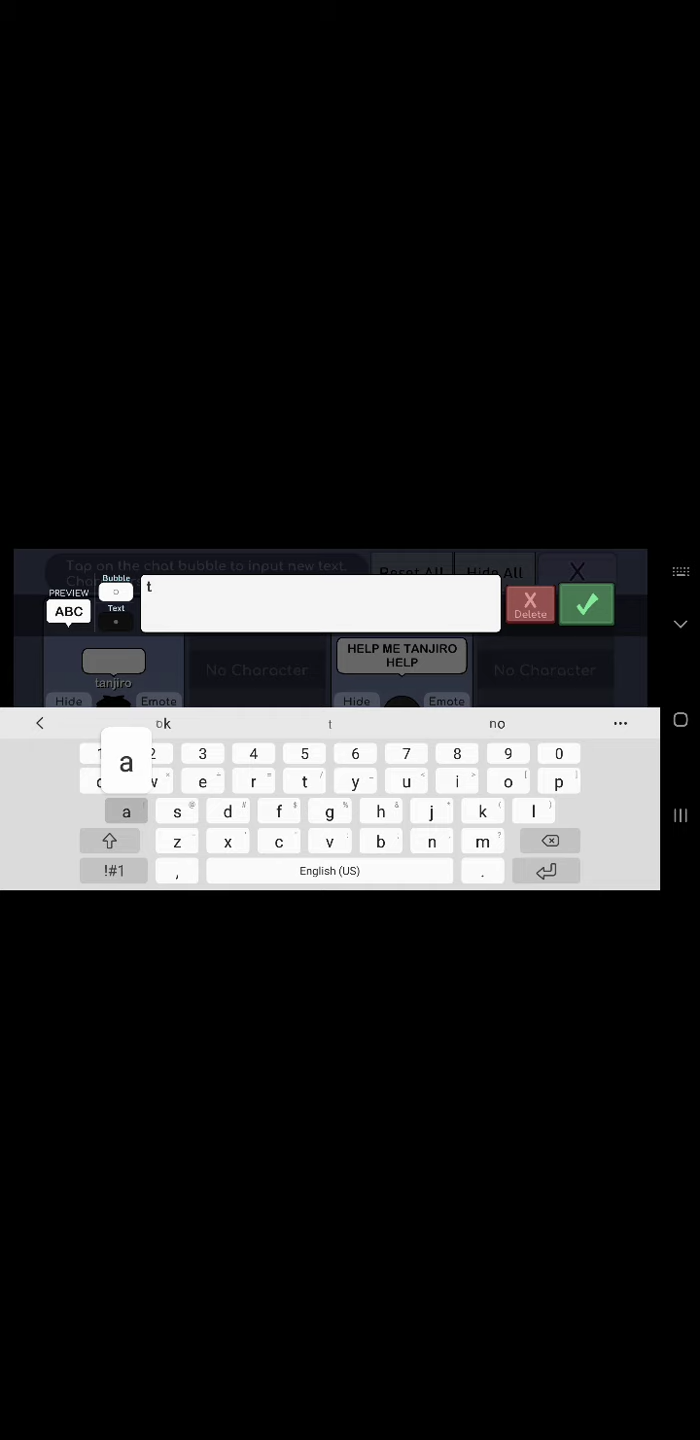 Tap on the chat bubble to input new text.
Reset All
Hide All
X
Bubble
PREVIEW
ABC
Text
t
X
Delete
tanjiro
No Character
HELP ME TANJIRO
HELP
No Character
Hide
Emote
Hide
Emote
ok
t
no
a
1 2 3 4 5 6 7 8 9 0
e r t y u i o p
a s d f g h j k l
z x c v b n m
!#1 , English (US) .